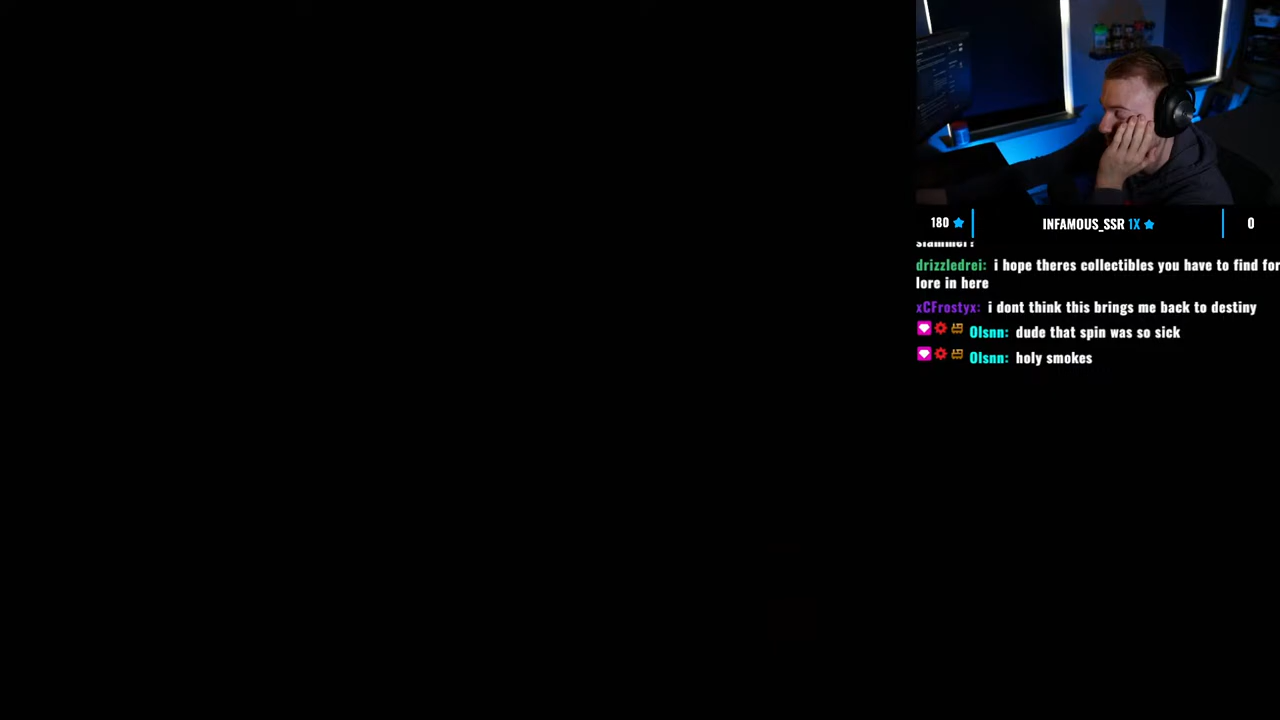 180
INFAMOUS_SSR 1X
0
slammer?
drizzledrei: i hope theres collectibles you have to find for
lore in here
xCFrostyx: i dont think this brings me back to destiny
Olsnn: dude that spin was so sick
Olsnn: holy smokes